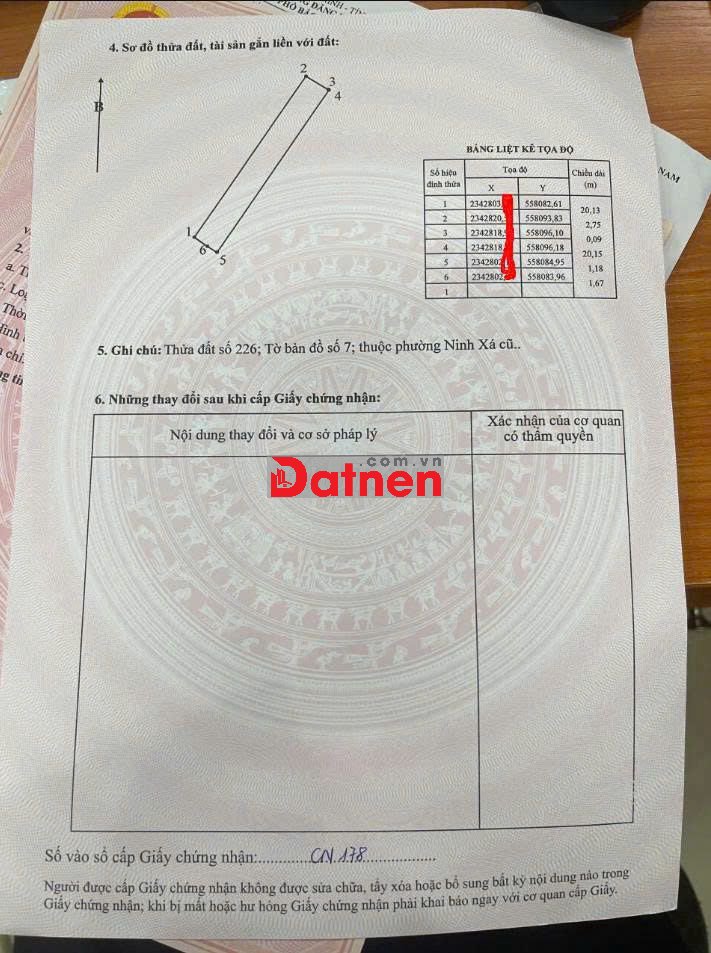 4. Sơ đồ thửa đất, tài sản gắn liền với đất:
B
2
3
4
1
6
5
BẢNG LIỆT KÊ TỌA ĐỘ
Số hiệu đỉnh thửa
Tọa độ
Chiều dài (m)
X
Y
1 2342803, 558082,61
20,13
2 2342820, 558093,83
2,75
3 2342818, 558096,10
0,09
4 2342818, 558096,18
20,15
5 2342802, 558084,95
1,18
6 2342802, 558083,96
1,67
1
5. Ghi chú: Thửa đất số 226; Tờ bản đồ số 7; thuộc phường Ninh Xá cũ..
6. Những thay đổi sau khi cấp Giấy chứng nhận:
Nội dung thay đổi và cơ sở pháp lý
Xác nhận của cơ quan
có thẩm quyền
.com.vn
Datnen
Số vào sổ cấp Giấy chứng nhận:.............CN.178...................
Người được cấp Giấy chứng nhận không được sửa chữa, tẩy xóa hoặc bổ sung bất kỳ nội dung nào trong
Giấy chứng nhận; khi bị mất hoặc hư hỏng Giấy chứng nhận phải khai báo ngay với cơ quan cấp Giấy.
NAM
2.
a. T